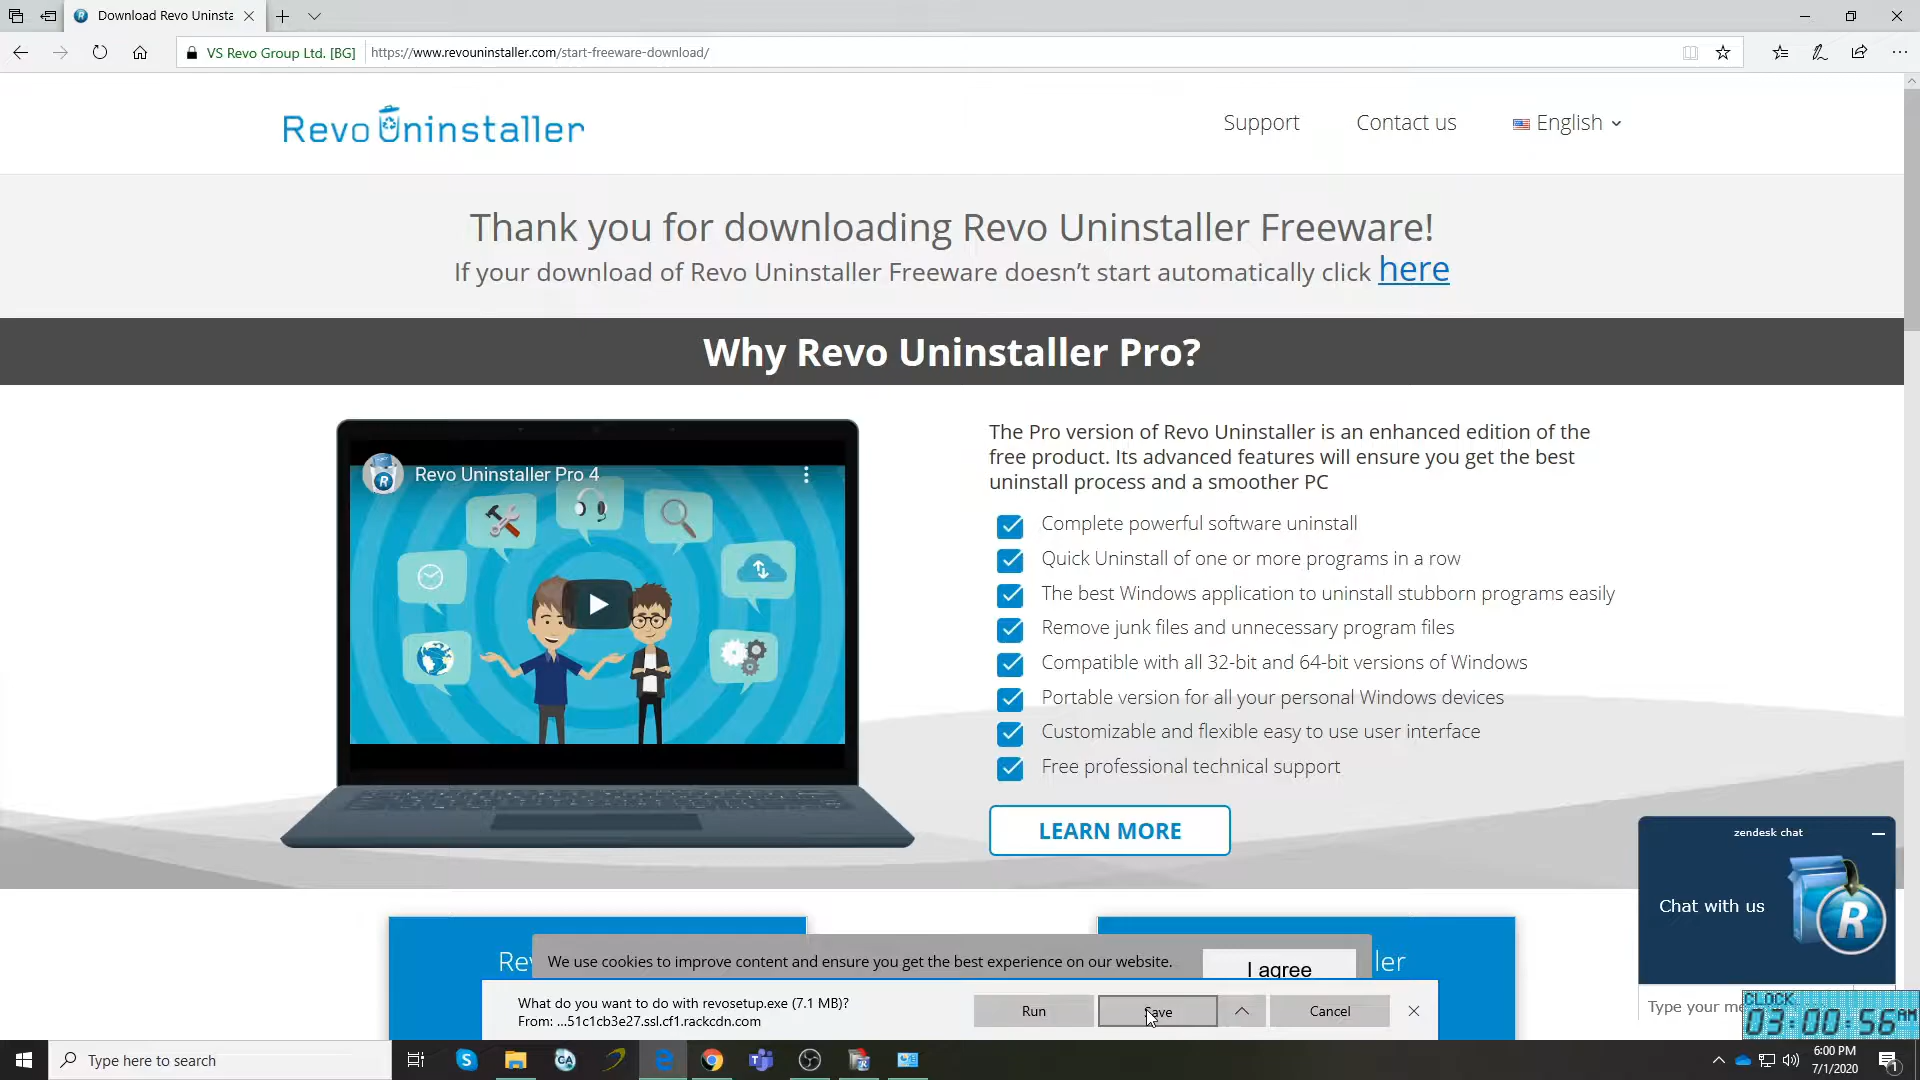 Download Revo Uninsta
VS Revo Group Ltd. [BG]
https://www.revouninstaller.com/start-freeware-download/
Revo Uninstaller
Support
Contact us
English
Thank you for downloading Revo Uninstaller Freeware!
If your download of Revo Uninstaller Freeware doesn’t start automatically click here
Why Revo Uninstaller Pro?
Revo Uninstaller Pro 4
The Pro version of Revo Uninstaller is an enhanced edition of the
free product. Its advanced features will ensure you get the best
uninstall process and a smoother PC
Complete powerful software uninstall
Quick Uninstall of one or more programs in a row
The best Windows application to uninstall stubborn programs easily
Remove junk files and unnecessary program files
Compatible with all 32-bit and 64-bit versions of Windows
Portable version for all your personal Windows devices
Customizable and flexible easy to use user interface
Free professional technical support
LEARN MORE
zendesk chat
Chat with us
R
Type your me
Re
ler
We use cookies to improve content and ensure you get the best experience on our website.
I agree
What do you want to do with revosetup.exe (7.1 MB)?
From: ...51c1cb3e27.ssl.cf1.rackcdn.com
Run
Save
Cancel
CLOCK
03:00:56 AM
Type here to search
6:00 PM
7/1/2020
1